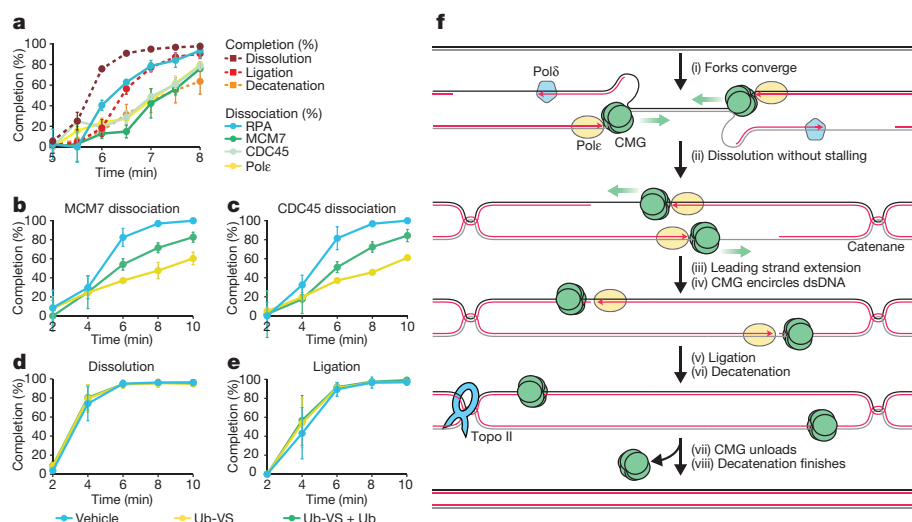 a
Completion (%)
100
80
60
40
20
0
5
6
7
8
Time (min)
Completion (%)
Dissolution
Ligation
Decatenation
Dissociation (%)
RPA
MCM7
CDC45
Polε
b
MCM7 dissociation
Completion (%)
100
80
60
40
20
0
2
4
6
8
10
Time (min)
c
CDC45 dissociation
Completion (%)
100
80
60
40
20
0
2
4
6
8
10
Time (min)
d
Dissolution
Completion (%)
100
80
60
40
20
0
2
4
6
8
10
Time (min)
e
Ligation
Completion (%)
100
80
60
40
20
0
2
4
6
8
10
Time (min)
Vehicle
Ub-VS
Ub-VS + Ub
f
(i) Forks converge
Polδ
Polε
CMG
(ii) Dissolution without stalling
Catenane
(iii) Leading strand extension
(iv) CMG encircles dsDNA
(v) Ligation
(vi) Decatenation
Topo II
(vii) CMG unloads
(viii) Decatenation finishes